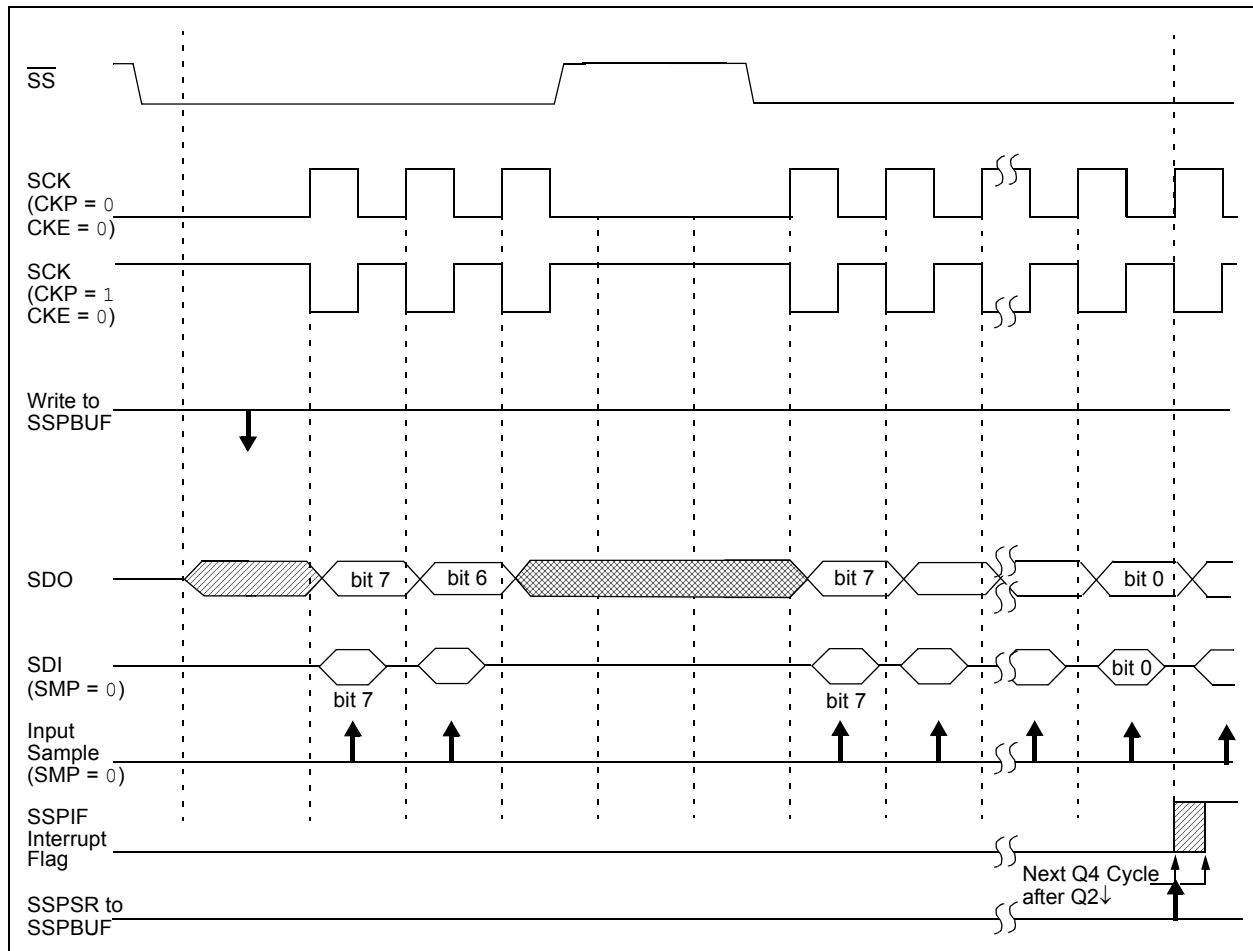 SS
SCK
(CKP = 0
CKE = 0)
SCK
(CKP = 1
CKE = 0)
Write to
SSPBUF
SDO
bit 7
bit 6
bit 7
bit 0
SDI
(SMP = 0)
bit 7
bit 7
bit 0
Input
Sample
(SMP = 0)
SSPIF
Interrupt
Flag
Next Q4 Cycle
after Q2↓
SSPSR to
SSPBUF